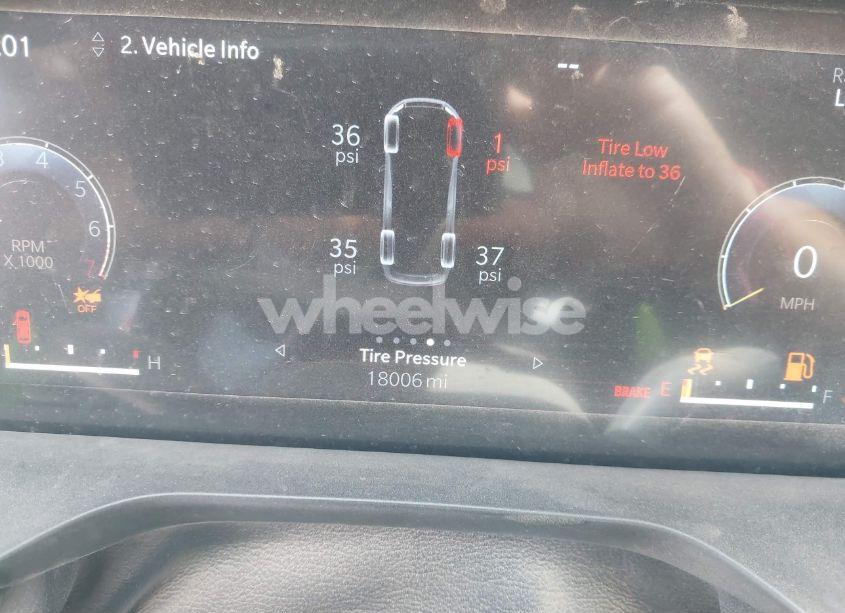 201
2. Vehicle Info
--
36
psi
1
psi
Tire Low
Inflate to 36
35
psi
37
psi
3 4 5 6 7
RPM
X 1000
OFF
0
MPH
wheelwise
Tire Pressure
18006 mi
H
BRAKE
E
F